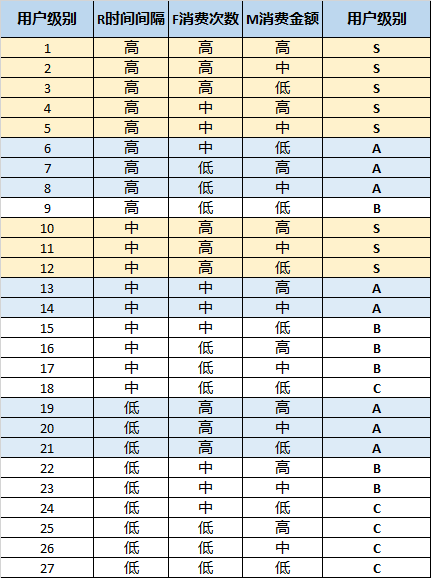 用户级别 R时间间隔 F消费次数 M消费金额 用户级别
1 高 高 高 S
2 高 高 中 S
3 高 高 低 S
4 高 中 高 S
5 高 中 中 S
6 高 中 低 A
7 高 低 高 A
8 高 低 中 A
9 高 低 低 B
10 中 高 高 S
11 中 高 中 S
12 中 高 低 S
13 中 中 高 A
14 中 中 中 A
15 中 中 低 B
16 中 低 高 B
17 中 低 中 B
18 中 低 低 C
19 低 高 高 A
20 低 高 中 A
21 低 高 低 A
22 低 中 高 B
23 低 中 中 B
24 低 中 低 C
25 低 低 高 C
26 低 低 中 C
27 低 低 低 C